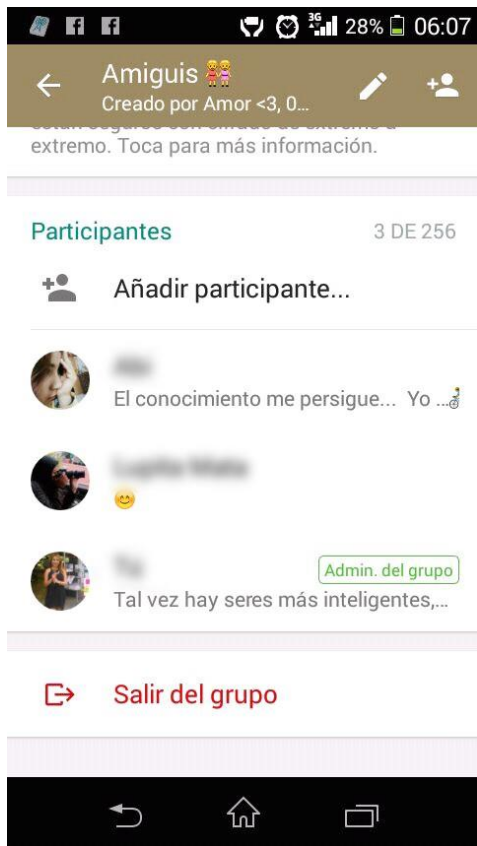 3G 28% 06:07
Amiguis 👭
Creado por Amor <3, 0...
extremo. Toca para más información.
Participantes 3 DE 256
Añadir participante...
El conocimiento me persigue... Yo ...
😊
Admin. del grupo
Tal vez hay seres más inteligentes,...
Salir del grupo